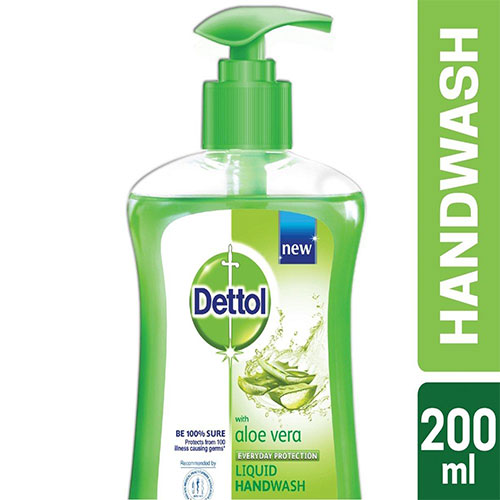 new
Dettol
with
aloe vera
EVERYDAY PROTECTION
LIQUID
HANDWASH
BE 100% SURE
Protects from 100
illness causing germs*
Recommended by
HANDWASH
200
ml